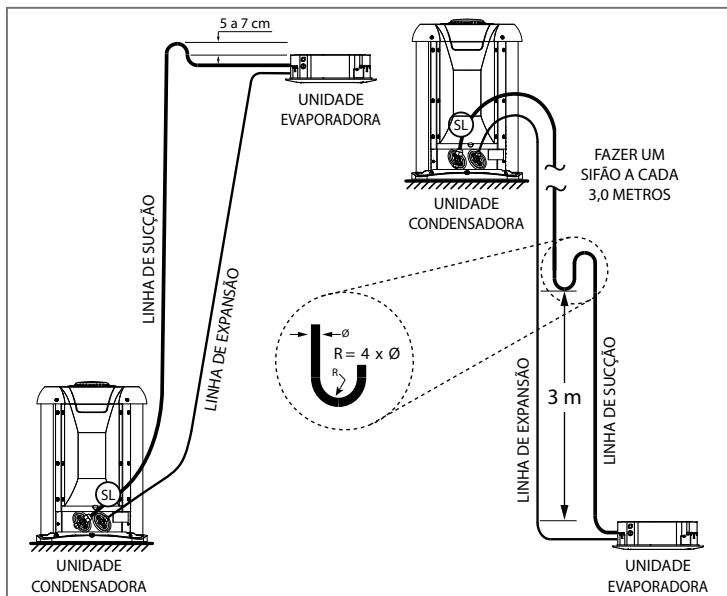 5 a 7 cm
UNIDADE
EVAPORADORA
LINHA DE SUCÇÃO
LINHA DE EXPANSÃO
SL
UNIDADE
CONDENSADORA
SL
UNIDADE
CONDENSADORA
FAZER UM
SIFÃO A CADA
3,0 METROS
Ø
R = 4 x Ø
R
LINHA DE EXPANSÃO
3 m
LINHA DE SUCÇÃO
UNIDADE
EVAPORADORA